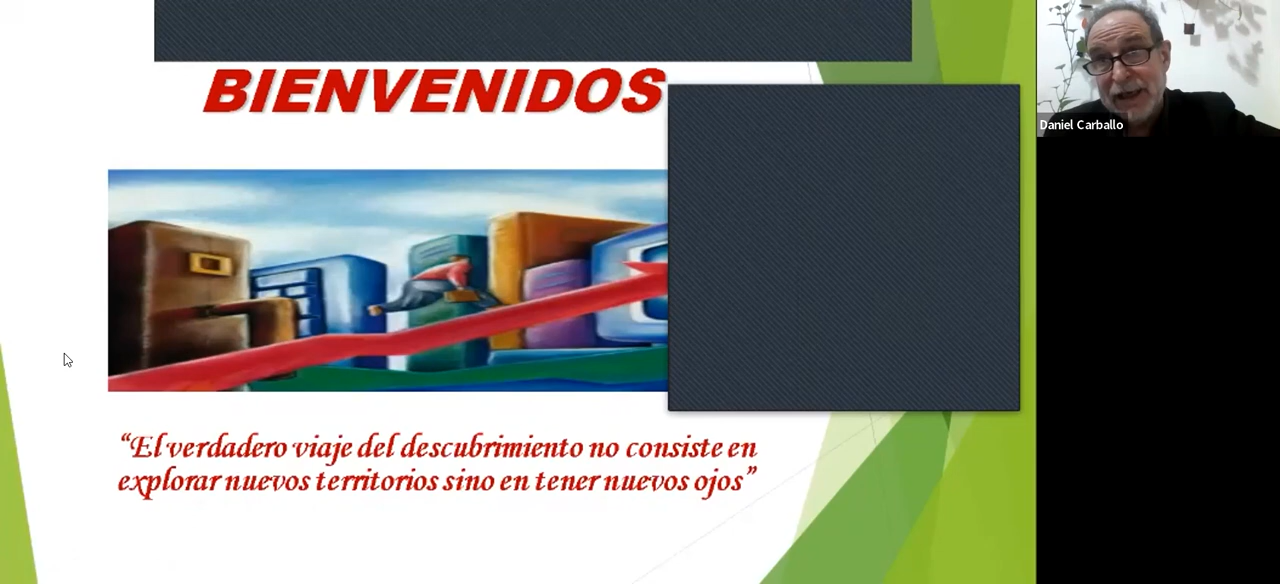 BIENVENIDOS
Daniel Carballo
“El verdadero viaje del descubrimiento no consiste en
explorar nuevos territorios sino en tener nuevos ojos”